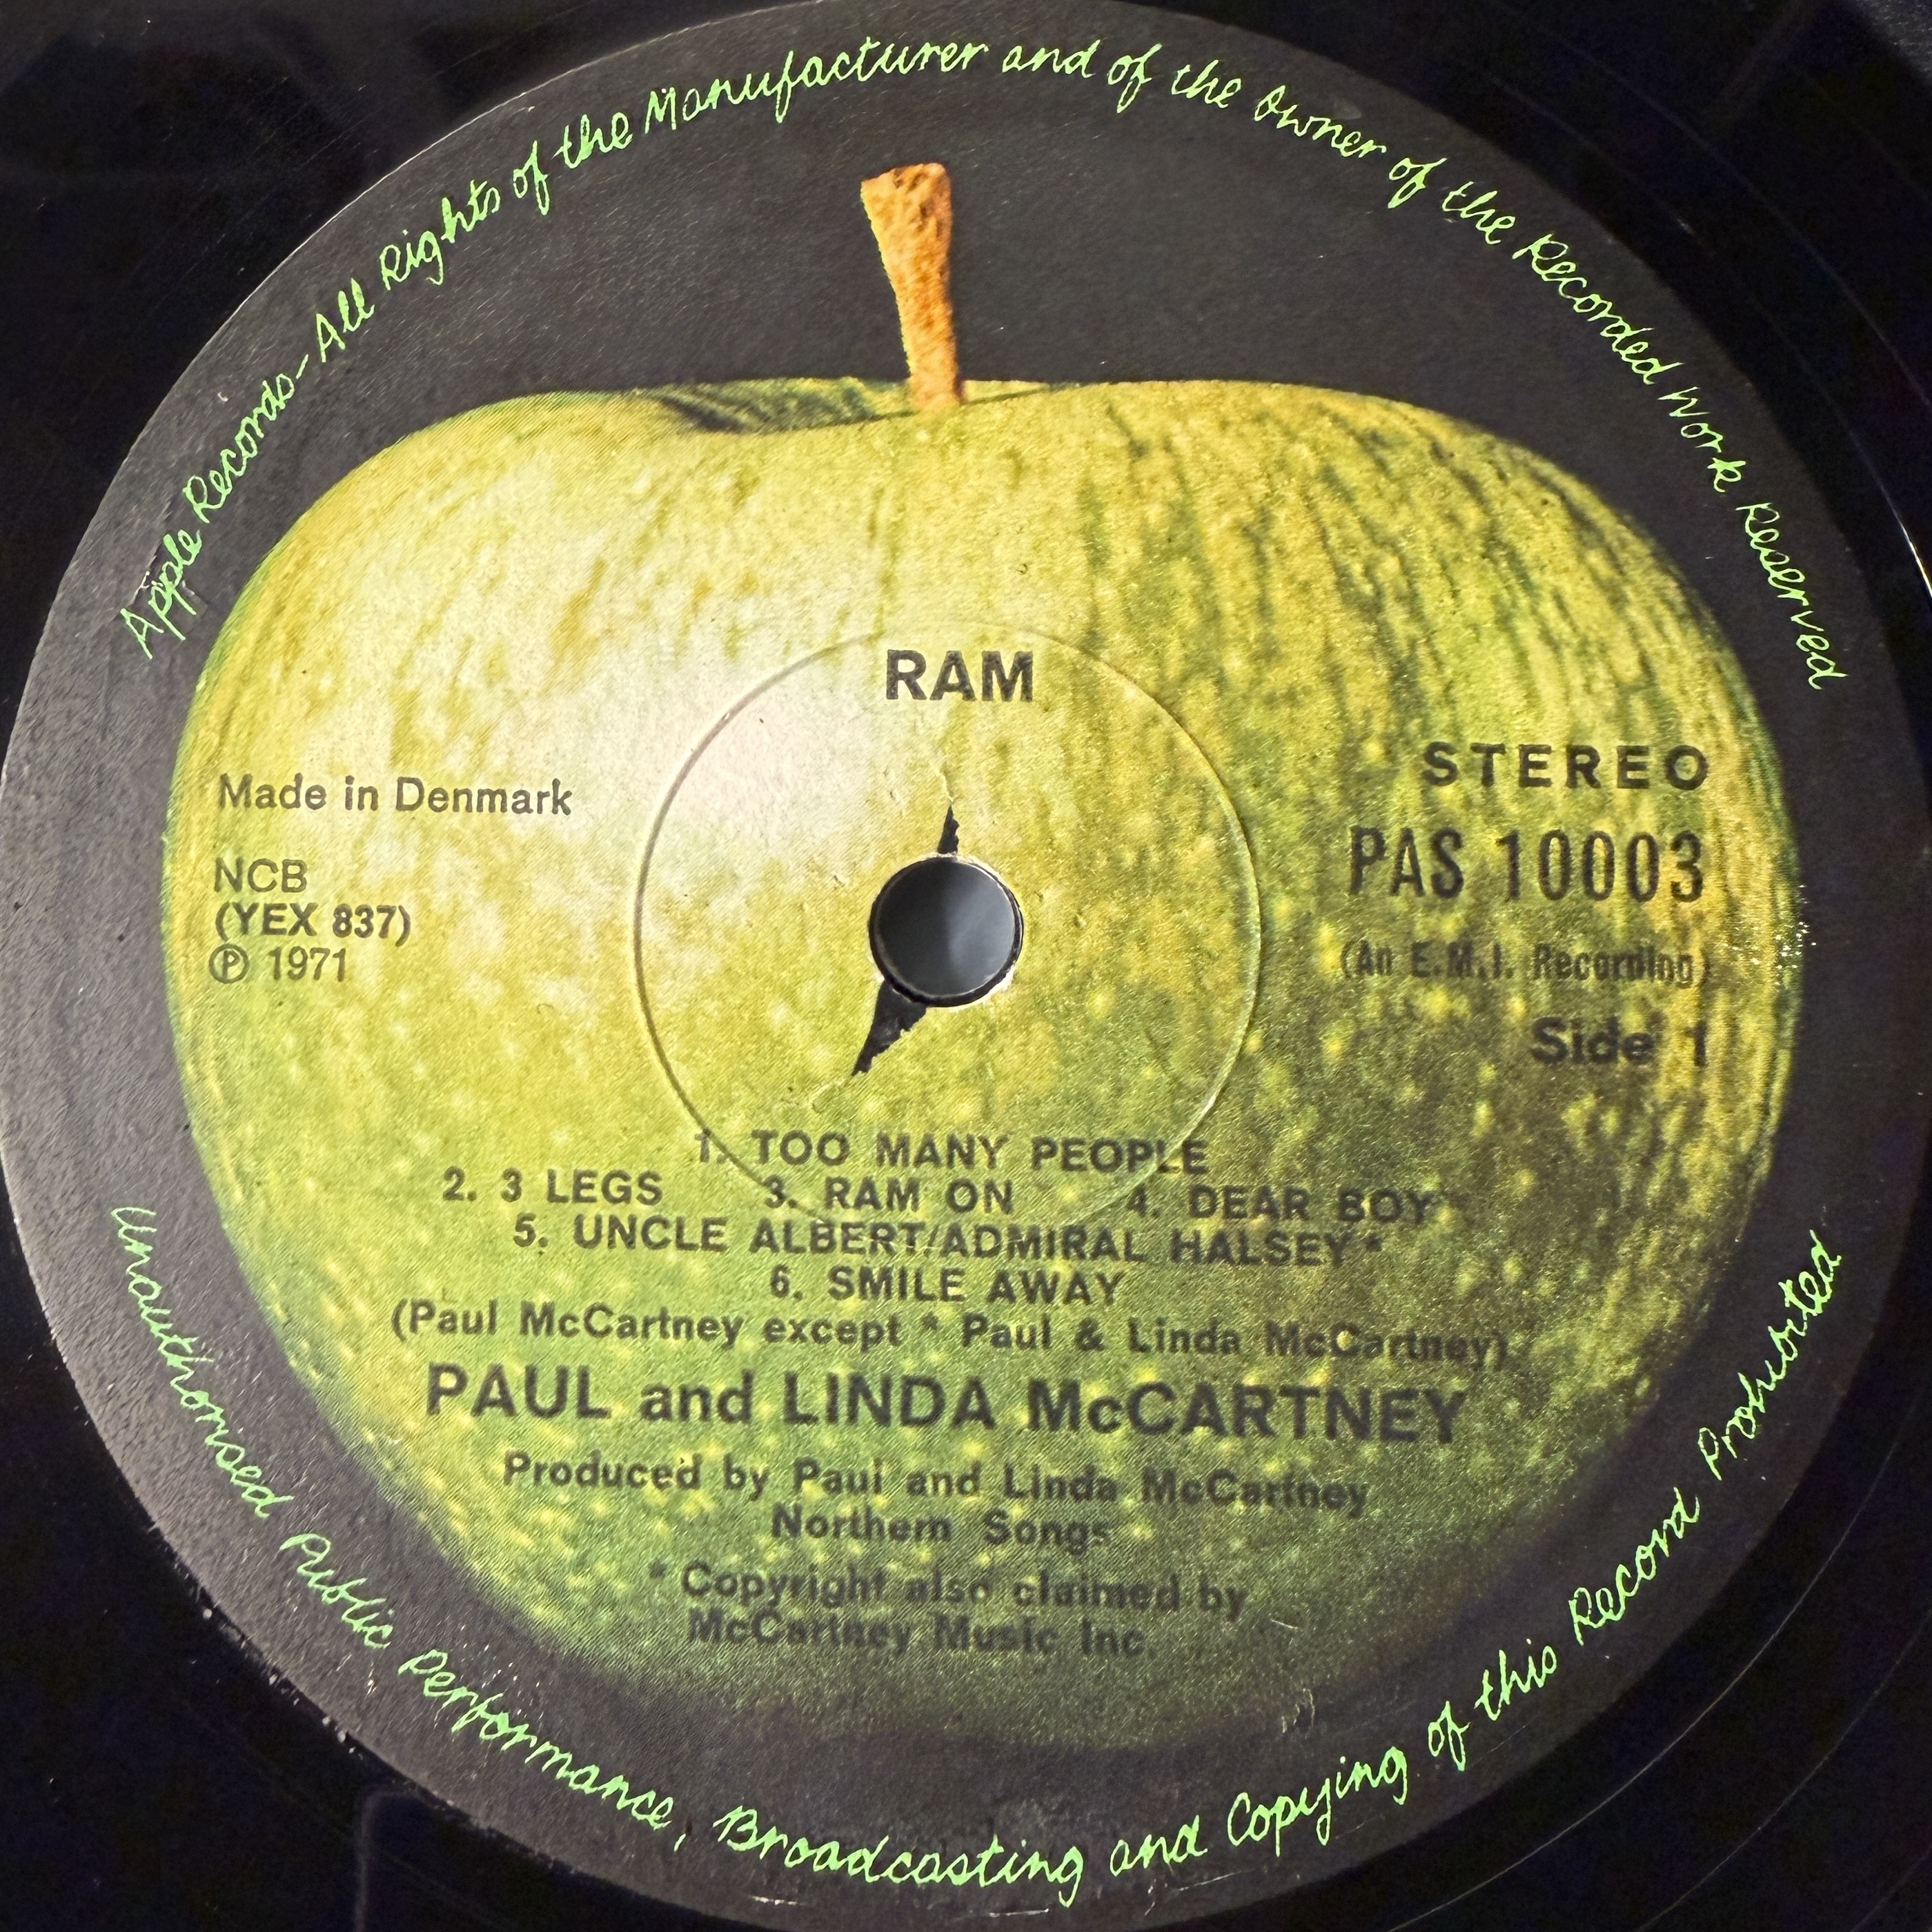 Apple Records - All Rights of the Manufacturer and of the Owner of the Recorded Work Reserved
RAM
Made in Denmark
NCB
(YEX 837)
℗ 1971
STEREO
PAS 10003
(An E.M.I. Recording)
Side 1
1. TOO MANY PEOPLE
2. 3 LEGS 3. RAM ON 4. DEAR BOY
5. UNCLE ALBERT/ADMIRAL HALSEY*
6. SMILE AWAY
(Paul McCartney except * Paul & Linda McCartney)
PAUL and LINDA McCARTNEY
Produced by Paul and Linda McCartney
Northern Songs
* Copyright also claimed by
McCartney Music Inc
Unauthorised Public Performance, Broadcasting and Copying of this Record Prohibited